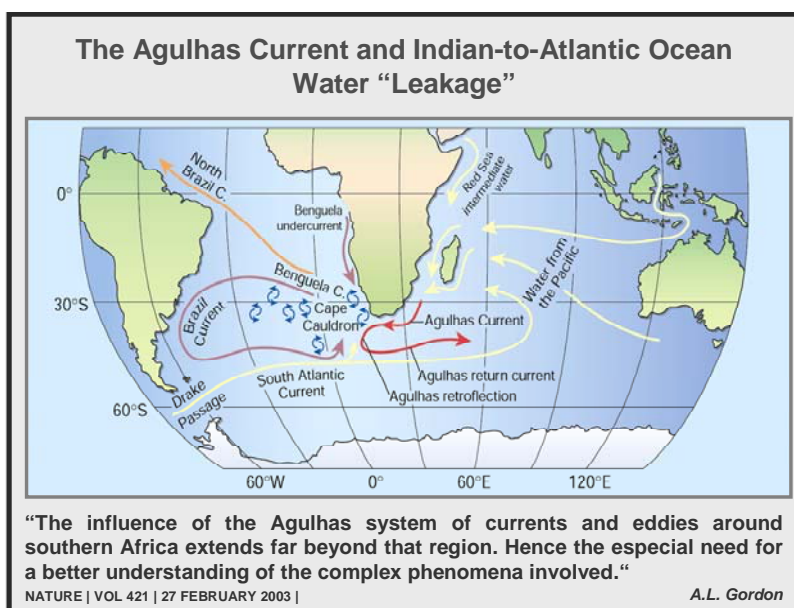 The Agulhas Current and Indian-to-Atlantic Ocean
Water “Leakage”
North
Brazil C.
Red Sea
intermediate
water
0°
Benguela
undercurrent
Benguela C.
Water from
the Pacific
30°S
Brazil
Current
Cape
Cauldron
Agulhas Current
South Atlantic
Current
Agulhas return current
Agulhas retroflection
Drake
Passage
60°S
60°W
0°
60°E
120°E
“The influence of the Agulhas system of currents and eddies around
southern Africa extends far beyond that region. Hence the especial need for
a better understanding of the complex phenomena involved.“
NATURE | VOL 421 | 27 FEBRUARY 2003 |
A.L. Gordon